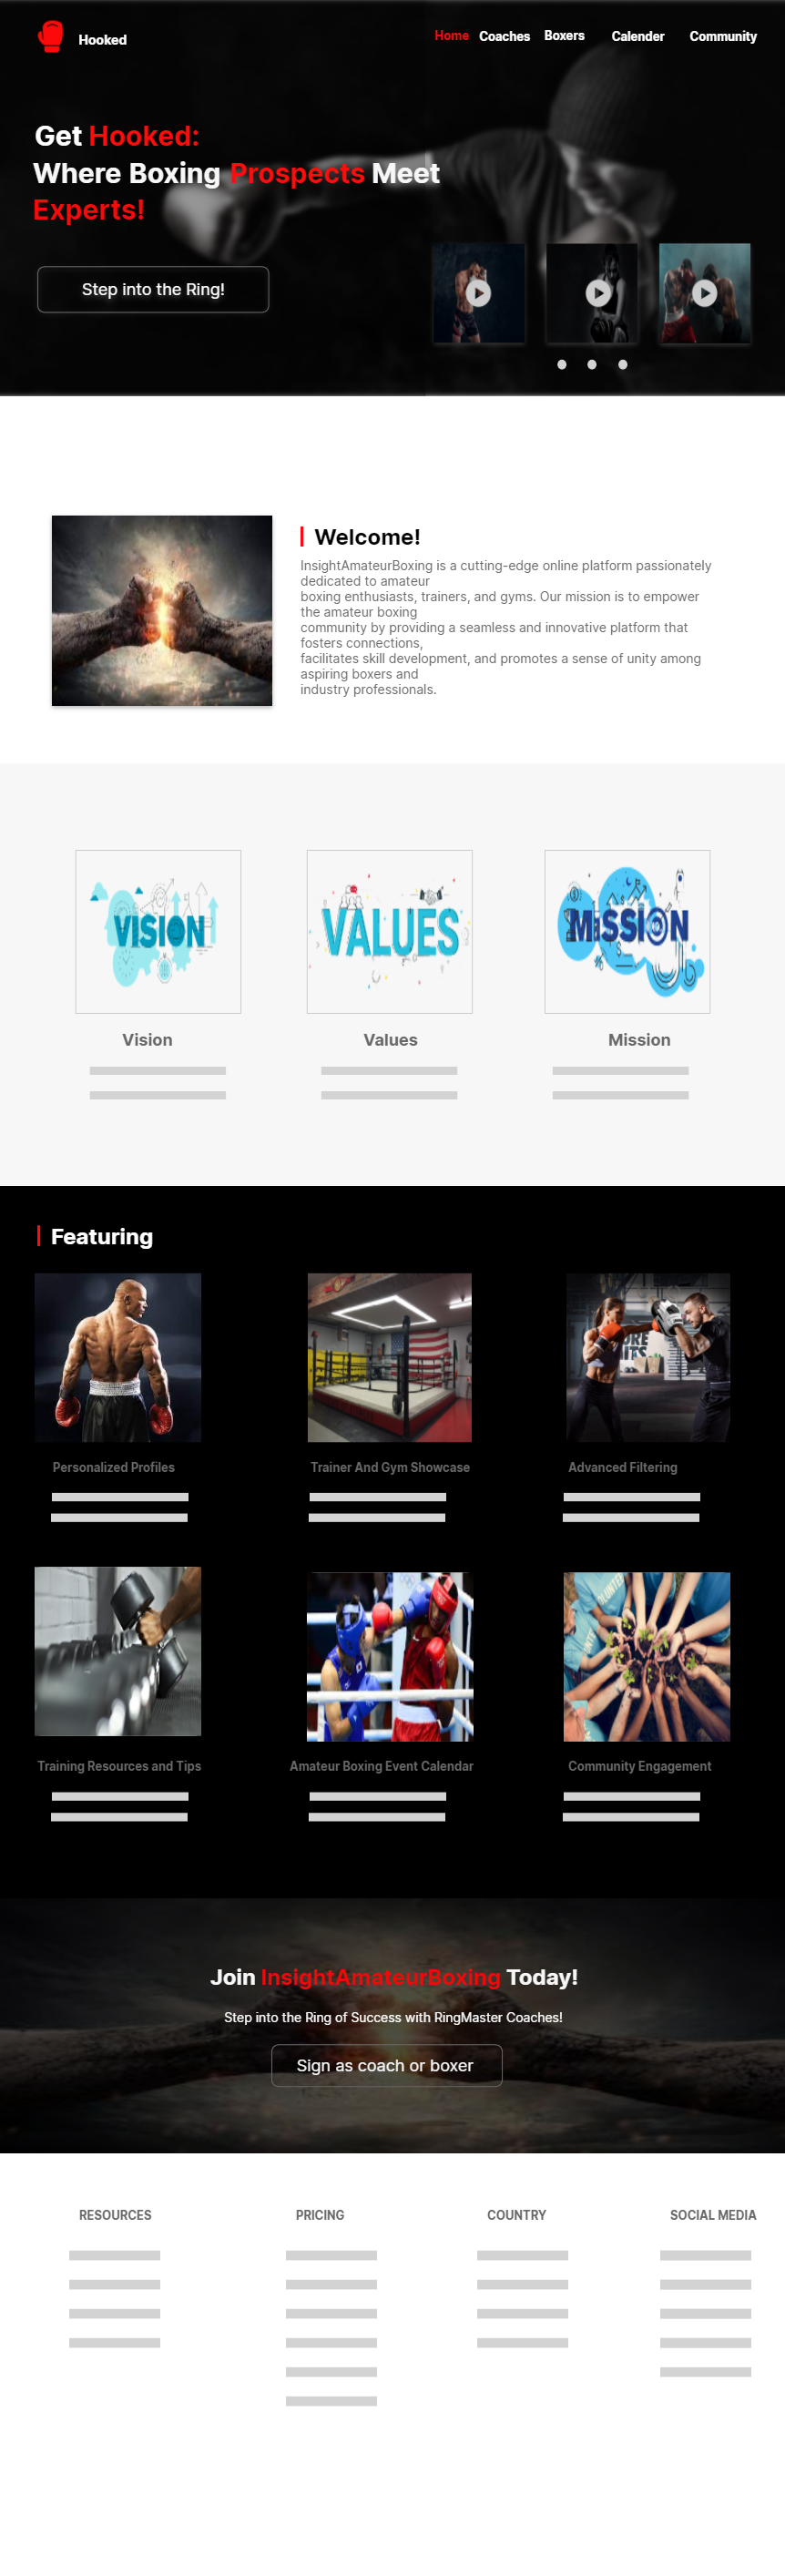 Hooked
Home Coaches Boxers Calender Community
Get Hooked:
Where Boxing Prospects Meet
Experts!
Step into the Ring!
Welcome!
InsightAmateurBoxing is a cutting-edge online platform passionately
dedicated to amateur
boxing enthusiasts, trainers, and gyms. Our mission is to empower
the amateur boxing
community by providing a seamless and innovative platform that
fosters connections,
facilitates skill development, and promotes a sense of unity among
aspiring boxers and
industry professionals.
VISION VALUES MISSION
Vision Values Mission
Featuring
Personalized Profiles Trainer And Gym Showcase Advanced Filtering
Training Resources and Tips Amateur Boxing Event Calendar Community Engagement
Join InsightAmateurBoxing Today!
Step into the Ring of Success with RingMaster Coaches!
Sign as coach or boxer
RESOURCES PRICING COUNTRY SOCIAL MEDIA